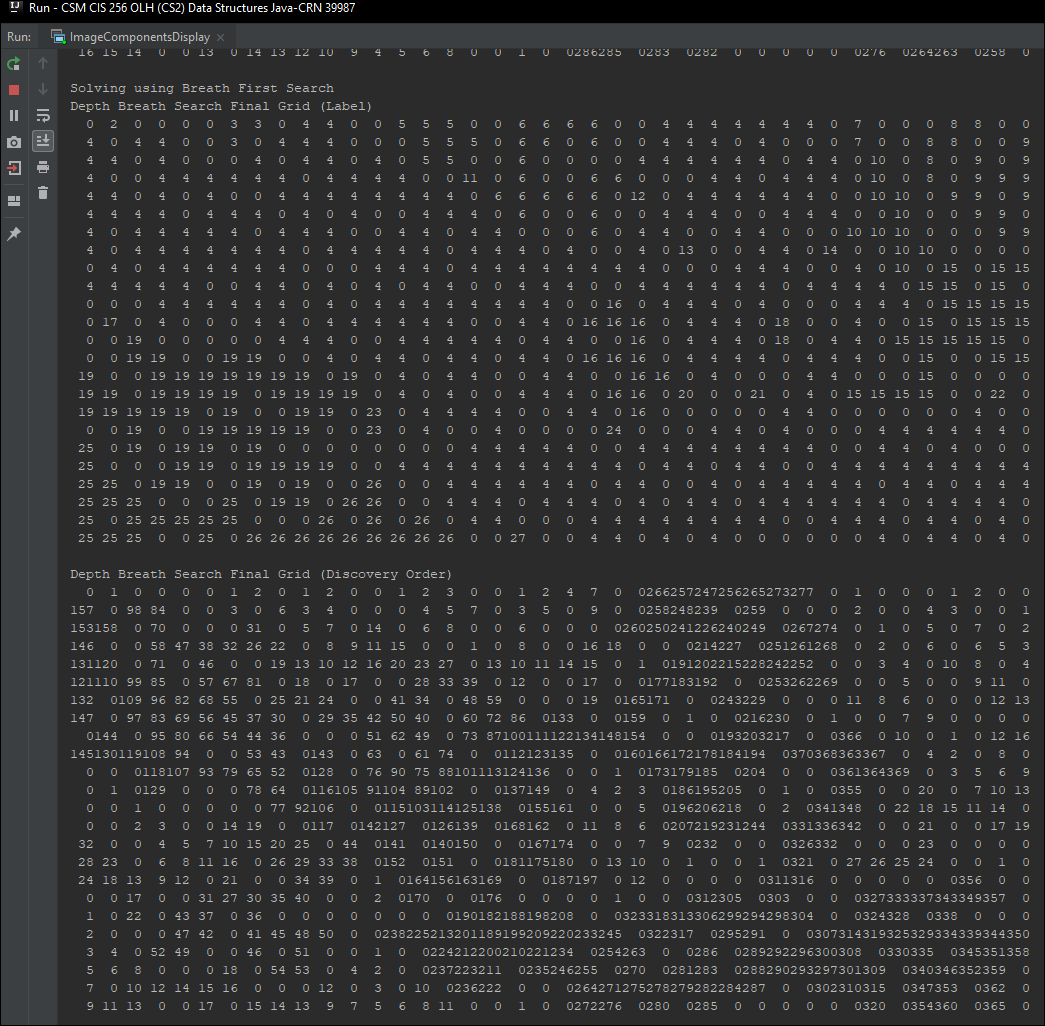 Run - CSM CIS 256 OLH (CS2) Data Structures Java-CRN 39987
Run: ImageComponentsDisplay ×
16 15 14 0 0 13 0 14 13 12 10 9 4 5 6 8 0 0 1 0 0286285 0283 0282 0 0 0 0 0276 0264263 0258 0
Solving using Breath First Search
Depth Breath Search Final Grid (Label)
0 2 0 0 0 0 3 3 0 4 4 0 0 5 5 5 0 0 6 6 6 6 0 0 4 4 4 4 4 4 4 0 7 0 0 0 8 8 0 0
4 0 4 4 0 0 3 0 4 4 4 0 0 0 5 5 5 0 6 6 0 6 0 0 4 4 4 0 4 0 0 0 7 0 0 8 8 0 0 9
4 4 0 4 0 0 0 4 0 4 4 0 4 0 5 5 0 0 6 0 0 0 0 4 4 4 4 4 4 0 4 4 0 10 0 8 0 9 0 9
4 0 0 4 4 4 4 4 4 0 4 4 4 4 0 0 11 0 6 0 0 6 6 0 0 0 4 4 0 4 4 4 0 10 0 8 0 9 9 9
4 4 0 4 0 4 0 0 4 4 4 4 4 4 4 4 0 6 6 6 6 6 0 12 0 4 4 4 4 4 4 0 0 10 10 0 9 9 0 9
4 4 4 4 0 4 4 4 0 4 0 4 0 0 4 4 4 0 6 0 0 6 0 0 4 4 4 0 0 4 4 4 0 0 10 0 0 9 9 0
4 0 4 4 4 4 4 0 4 4 4 0 0 4 4 0 4 4 0 0 0 6 0 4 4 0 0 4 4 0 0 0 10 10 10 0 0 0 9 9
4 0 4 4 4 4 4 4 4 0 4 4 4 4 4 0 4 4 4 0 4 0 0 4 0 13 0 0 4 4 0 14 0 0 10 10 0 0 0 0
0 4 0 4 4 4 4 4 4 0 0 0 4 4 4 0 4 4 4 4 4 4 4 4 0 0 0 4 4 4 0 0 4 0 10 0 15 0 15 15
4 4 4 4 4 0 0 4 4 0 4 0 4 0 4 4 0 0 4 4 4 0 0 4 4 4 4 4 4 0 4 4 4 4 0 15 15 0 15 0
0 0 0 4 4 4 4 4 4 0 4 0 4 4 4 4 4 4 4 4 0 0 16 0 4 4 4 0 4 0 0 0 4 4 4 0 15 15 15 15
0 17 0 4 0 0 0 4 4 0 4 4 4 4 4 4 0 0 4 4 0 16 16 16 0 4 4 4 0 18 0 0 4 0 0 15 0 15 15 15
0 0 19 0 0 0 0 0 4 4 4 0 0 4 4 4 4 4 0 4 4 0 0 16 0 4 4 4 0 18 0 4 4 0 15 15 15 15 15 0
0 0 19 19 0 0 19 19 0 0 4 0 4 4 0 4 4 0 4 4 0 16 16 16 0 4 4 4 4 0 4 4 4 0 0 15 0 0 15 15
19 0 0 19 19 19 19 19 19 19 0 19 0 4 0 4 4 0 0 4 4 0 0 16 16 0 4 0 0 0 4 4 0 0 0 15 0 0 0 0
19 19 0 19 19 19 19 0 19 19 19 19 0 4 0 4 4 0 0 4 4 4 0 16 16 0 20 0 0 21 0 4 0 15 15 15 15 0 0 22 0
19 19 19 19 19 0 19 0 0 19 19 0 23 0 4 4 4 4 0 0 4 4 0 16 0 0 0 0 0 4 4 0 0 0 0 0 0 4 0 0
0 0 19 0 0 19 19 19 19 19 0 0 23 0 4 0 0 4 0 0 0 0 24 0 0 0 4 4 0 0 0 4 4 4 4 4 4 4 4 0
25 0 19 0 19 19 0 19 0 0 0 0 0 0 0 0 4 4 4 4 4 0 0 4 4 4 4 4 4 4 4 0 4 4 4 0 4 0 0 0
25 0 0 0 19 19 0 19 19 19 19 0 0 4 4 4 4 4 4 4 4 4 4 0 4 4 4 0 4 4 0 0 4 4 4 4 4 4 4 4
25 25 0 19 19 0 0 19 0 19 0 0 26 0 0 4 4 4 4 4 4 0 4 4 4 0 0 4 4 0 4 4 4 4 0 4 4 0 4 4 4
25 25 25 0 0 0 25 0 19 19 0 26 26 0 0 4 4 4 0 4 4 4 0 4 0 4 4 4 0 4 4 4 4 4 4 0 4 4 4 4 0
25 0 25 25 25 25 25 0 0 0 26 0 26 0 26 0 4 4 0 0 0 4 4 4 4 4 4 4 4 0 0 0 4 4 4 0 4 4 0 4 0
25 25 25 0 0 25 0 26 26 26 26 26 26 26 26 26 0 0 27 0 0 4 4 0 4 4 0 4 0 0 0 0 0 4 0 4 4 0 4 0
Depth Breath Search Final Grid (Discovery Order)
0 1 0 0 0 0 1 2 0 1 2 0 0 1 2 3 0 0 1 2 4 7 0 0266257247256265273277 0 1 0 0 0 1 2 0 0
157 0 98 84 0 0 3 0 6 3 4 0 0 0 4 5 7 0 3 5 0 9 0 0258248239 0259 0 0 0 2 0 0 4 3 0 0 1
153158 0 70 0 0 0 31 0 5 7 0 14 0 6 8 0 0 6 0 0 0 0260250241226240249 0267274 0 1 0 5 0 7 0 2
146 0 0 58 47 38 32 26 22 0 8 9 11 15 0 0 1 0 8 0 0 16 18 0 0 0214227 0251261268 0 2 0 6 0 6 5 3
131120 0 71 0 46 0 0 19 13 10 12 16 20 23 27 0 13 10 11 14 15 0 1 0191202215228242252 0 0 3 4 0 10 8 0 4
121110 99 85 0 57 67 81 0 18 0 17 0 0 28 33 39 0 12 0 0 17 0 0177183192 0 0253262269 0 0 5 0 0 9 11 0
132 0109 96 82 68 55 0 25 21 24 0 0 41 34 0 48 59 0 0 0 19 0165171 0 0243229 0 0 0 11 8 6 0 0 0 12 13
147 0 97 83 69 56 45 37 30 0 29 35 42 50 40 0 60 72 86 0133 0 0159 0 1 0 0216230 0 1 0 0 7 9 0 0 0 0
0144 0 95 80 66 54 44 36 0 0 0 51 62 49 0 73 87100111122134148154 0 0 0193203217 0 0366 0 10 0 1 0 12 16
145130119108 94 0 0 53 43 0143 0 63 0 61 74 0 0112123135 0 0160166172178184194 0370368363367 0 4 2 0 8 0
0 0 0118107 93 79 65 52 0128 0 76 90 75 88101113124136 0 0 1 0173179185 0204 0 0 0361364369 0 3 5 6 9
0 1 0129 0 0 0 78 64 0116105 91104 89102 0 0137149 0 4 2 3 0186195205 0 1 0 0355 0 0 20 0 7 10 13
0 0 1 0 0 0 0 0 77 92106 0 0115103114125138 0155161 0 0 5 0196206218 0 2 0341348 0 22 18 15 11 14 0
0 0 2 3 0 0 14 19 0 0117 0142127 0126139 0168162 0 11 8 6 0207219231244 0331336342 0 0 21 0 0 17 19
32 0 0 4 5 7 10 15 20 25 0 44 0141 0140150 0 0167174 0 0 7 9 0232 0 0 0326332 0 0 0 23 0 0 0 0
28 23 0 6 8 11 16 0 26 29 33 38 0152 0151 0 0181175180 0 13 10 0 1 0 0 1 0321 0 27 26 25 24 0 0 1 0
24 18 13 9 12 0 21 0 0 34 39 0 1 0164156163169 0 0187197 0 12 0 0 0 0 0311316 0 0 0 0 0 0356 0 0
0 0 17 0 0 31 27 30 35 40 0 0 2 0170 0 0176 0 0 0 0 1 0 0 0312305 0 0 0327333337343349357 0
1 0 22 0 43 37 0 36 0 0 0 0 0 0 0 0190182188198208 0 0323318313306299294298304 0 0324328 0338 0 0 0
2 0 0 0 47 42 0 41 45 48 50 0 0238225213201189199209220233245 0322317 0295291 0 0307314319325329334339344350
3 4 0 52 49 0 0 46 0 51 0 0 1 0 0224212200210221234 0254263 0 0286 0289292296300308 0330335 0345351358
5 6 8 0 0 0 18 0 54 53 0 4 2 0 0237223211 0235246255 0270 0281283 0288290293297301309 0340346352359 0
7 0 10 12 14 15 16 0 0 0 12 0 3 0 10 0236222 0 0 0264271275278279282284287 0 0 0302310315 0347353 0362 0
9 11 13 0 0 17 0 15 14 13 9 7 5 6 8 11 0 0 1 0 0272276 0280 0285 0 0 0 0 0320 0354360 0365 0